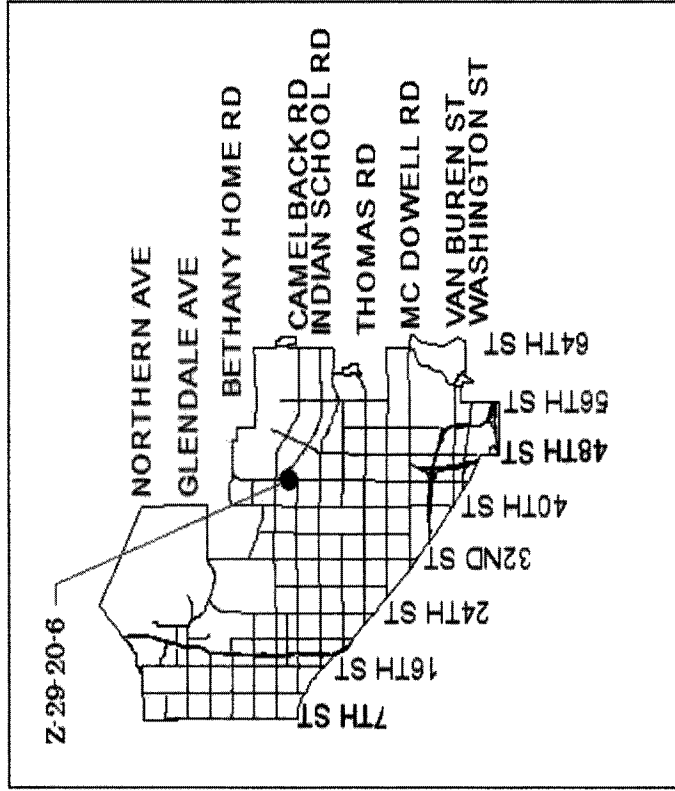 Z-29-20-6
NORTHERN AVE
GLENDALE AVE
BETHANY HOME RD
CAMELBACK RD
INDIAN SCHOOL RD
THOMAS RD
MC DOWELL RD
VAN BUREN ST
WASHINGTON ST
7TH ST
16TH ST
24TH ST
32ND ST
40TH ST
48TH ST
56TH ST
64TH ST